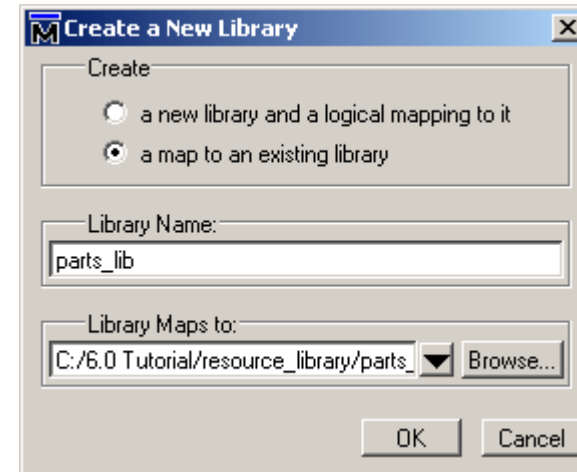 M Create a New Library
Create
a new library and a logical mapping to it
a map to an existing library
Library Name:
parts_lib
Library Maps to:
C:/6.0 Tutorial/resource_library/parts_
Browse...
OK Cancel